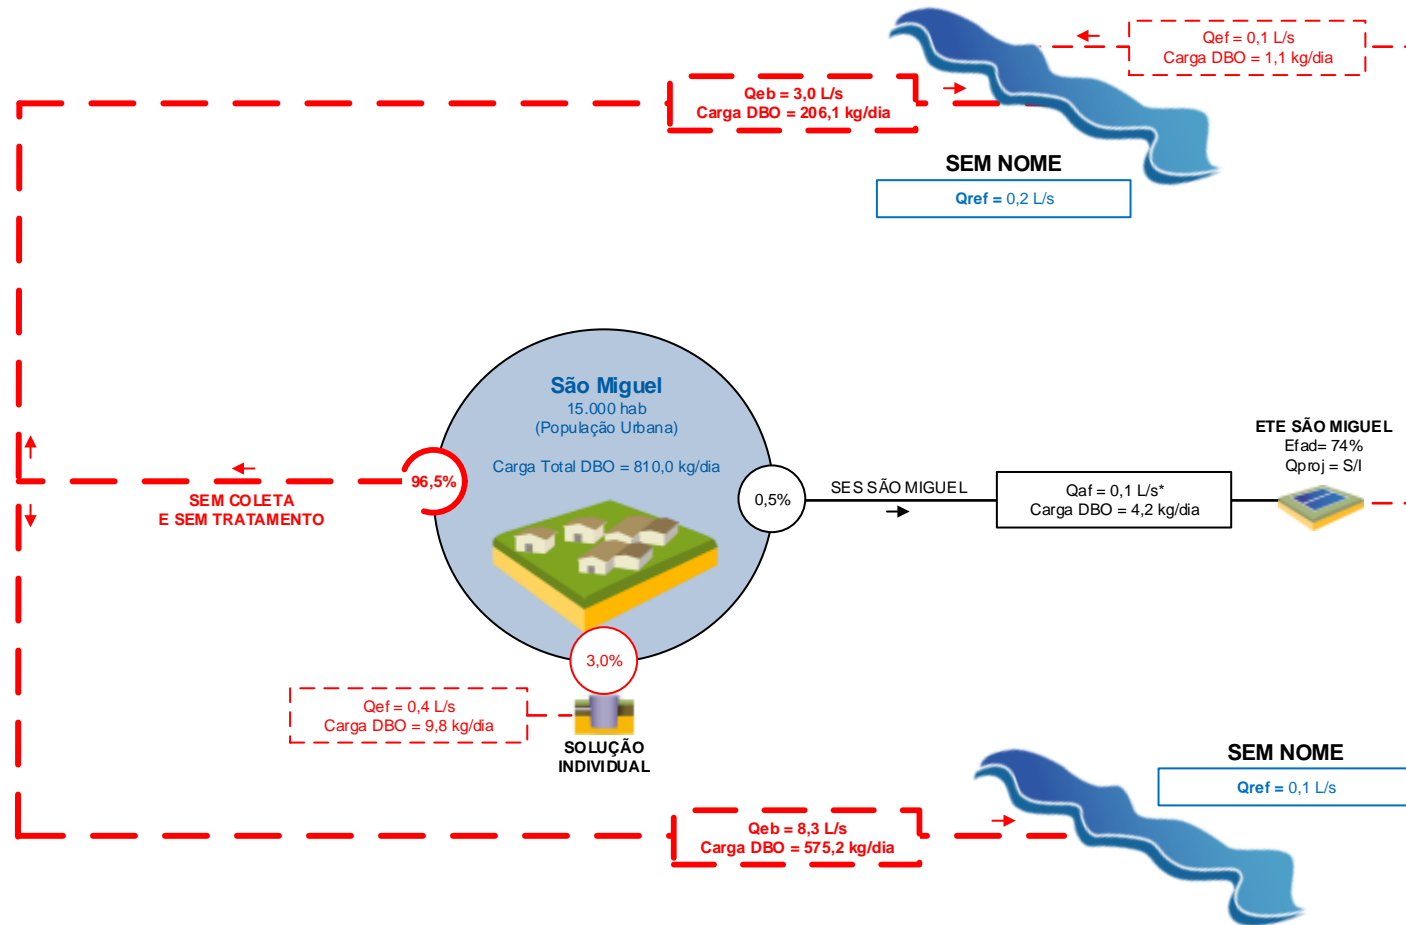 Qef = 0,1 L/s
Carga DBO = 1,1 kg/dia
Qeb = 3,0 L/s
Carga DBO = 206,1 kg/dia
SEM NOME
Qref = 0,2 L/s
São Miguel
15.000 hab
(População Urbana)
Carga Total DBO = 810,0 kg/dia
96,5%
SEM COLETA
E SEM TRATAMENTO
0,5%
SES SÃO MIGUEL
Qaf = 0,1 L/s*
Carga DBO = 4,2 kg/dia
ETE SÃO MIGUEL
Efad= 74%
Qproj = S/I
3,0%
Qef = 0,4 L/s
Carga DBO = 9,8 kg/dia
SOLUÇÃO
INDIVIDUAL
SEM NOME
Qref = 0,1 L/s
Qeb = 8,3 L/s
Carga DBO = 575,2 kg/dia